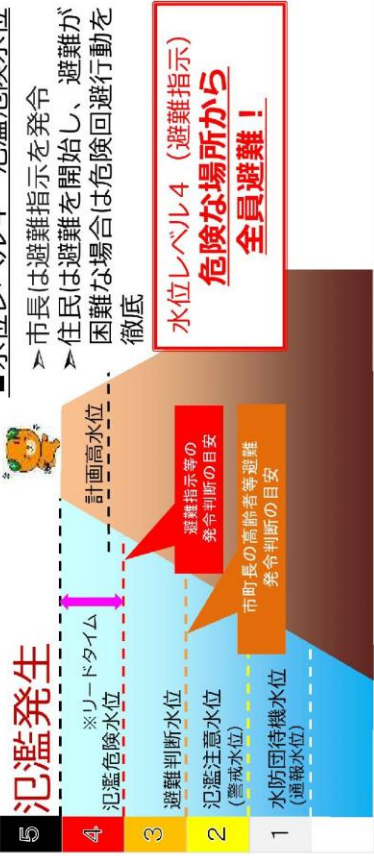 ■水位レベル4 氾濫危険水位
➤市長は避難指示を発令
➤住民は避難を開始し、避難が
困難な場合は危険回避行動を
徹底
水位レベル4(避難指示)
危険な場所から
全員避難!
5
氾濫発生
※リードタイム
計画高水位
4
氾濫危険水位
避難指示等の
発令判断の目安
3
避難判断水位
市町長の高齢者等避難
発令判断の目安
2
氾濫注意水位
(警戒水位)
1
水防団待機水位
(通報水位)